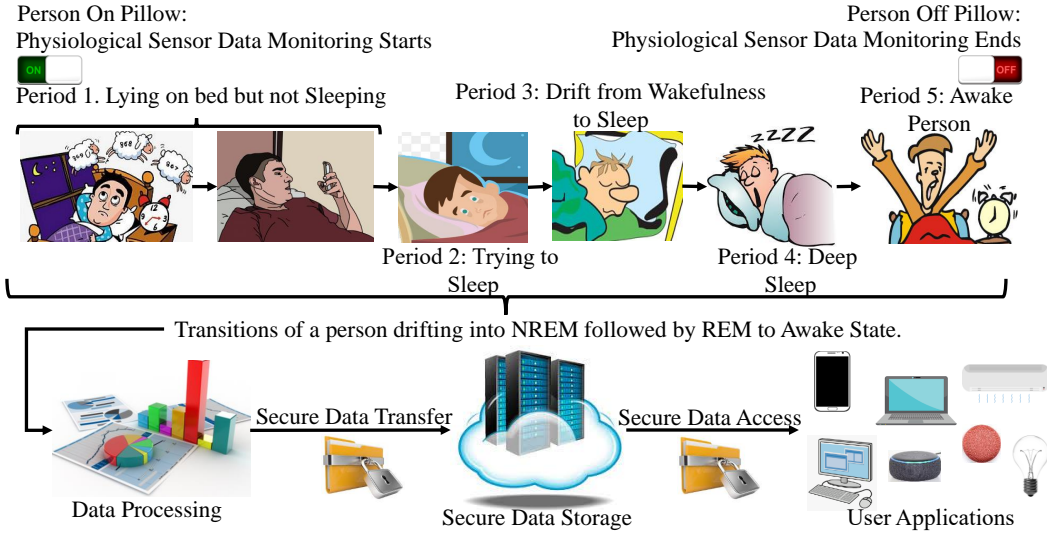 Person On Pillow:
Physiological Sensor Data Monitoring Starts
ON
Person Off Pillow:
Physiological Sensor Data Monitoring Ends
OFF
Period 1. Lying on bed but not Sleeping
Period 3: Drift from Wakefulness
to Sleep
Period 5: Awake
Person
zzzZ
Period 2: Trying to
Sleep
Period 4: Deep
Sleep
Transitions of a person drifting into NREM followed by REM to Awake State.
Secure Data Transfer
Secure Data Access
Data Processing
Secure Data Storage
User Applications